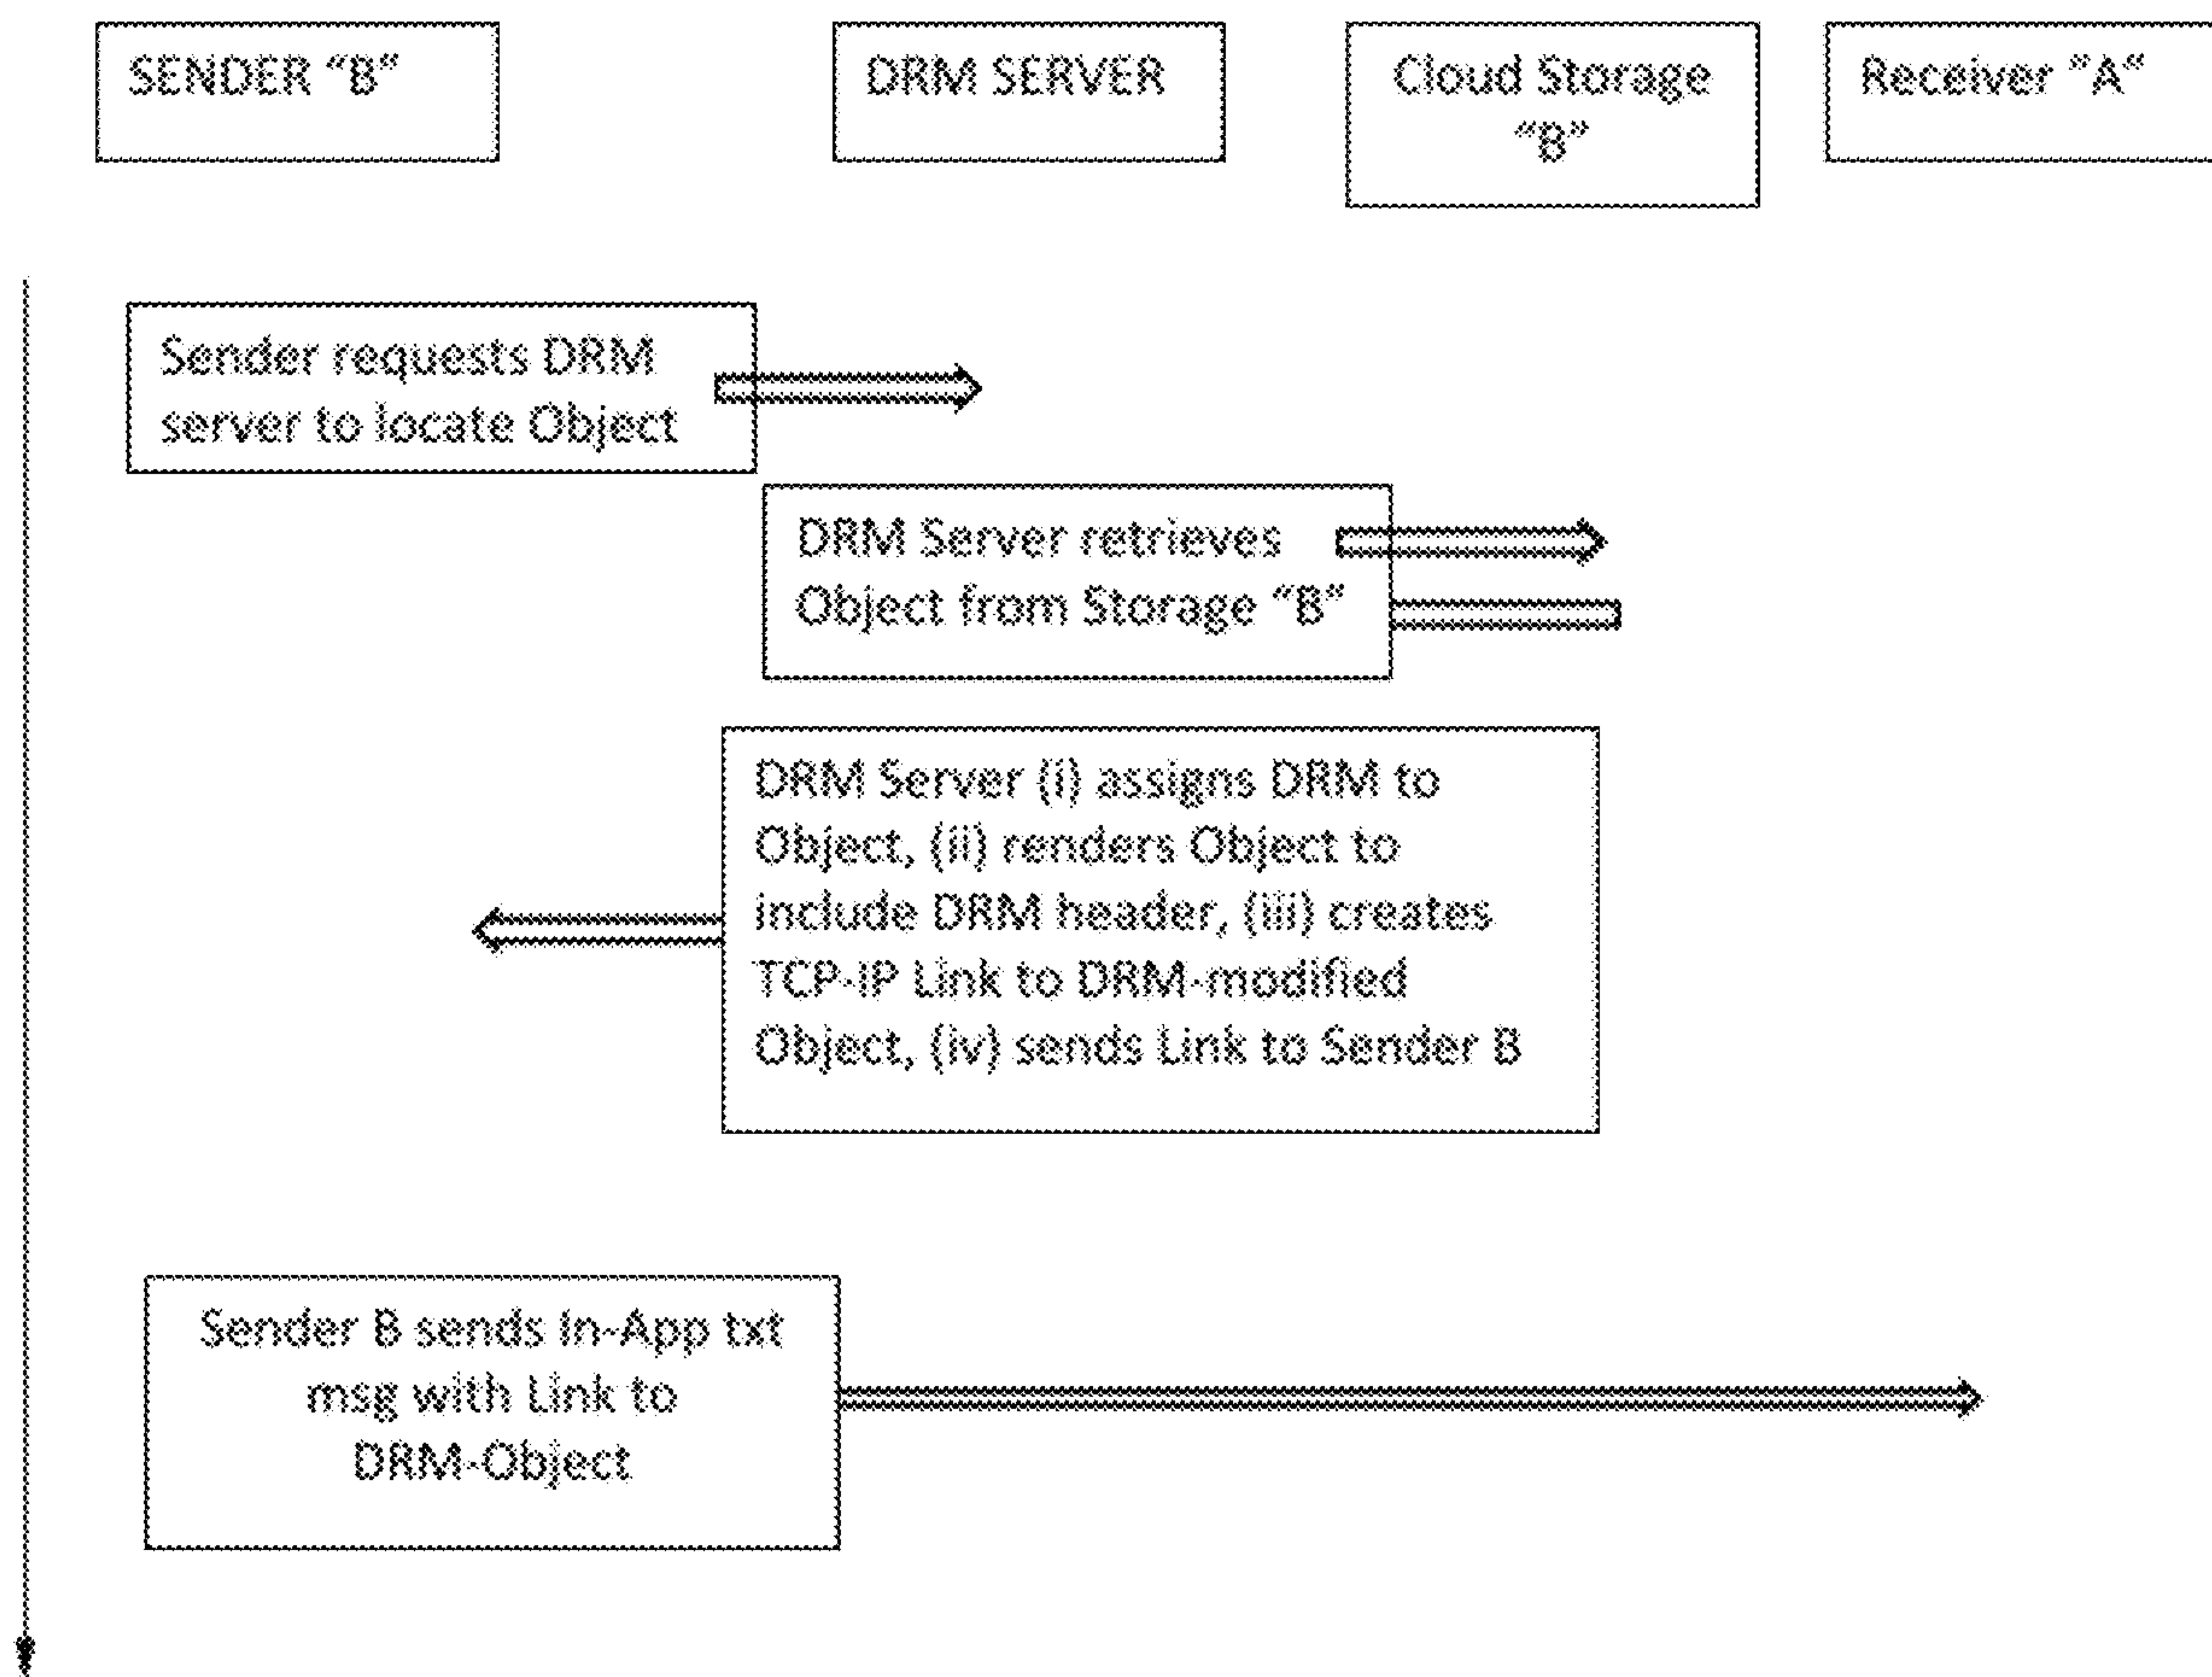 SENDER “B”
DRM SERVER
Cloud Storage
“B”
Receiver ”A“
Sender requests DRM
server to locate Object
DRM Server retrieves
Object from Storage “B”
DRM Server (i) assigns DRM to
Object, (ii) renders Object to
include DRM header, (iii) creates
TCP-IP Link to DRM-modified
Object, (iv) sends Link to Sender B
Sender B sends In-App txt
msg with Link to
DRM-Object